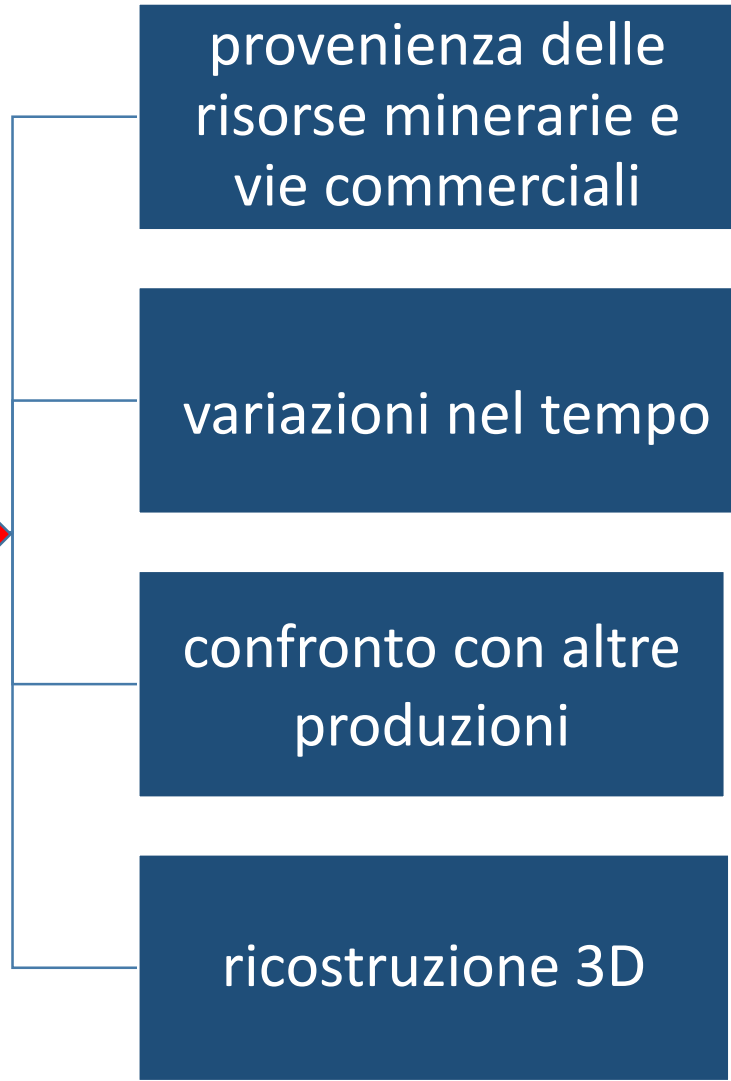 provenienza delle
risorse minerarie e
vie commerciali
variazioni nel tempo
confronto con altre
produzioni
ricostruzione 3D